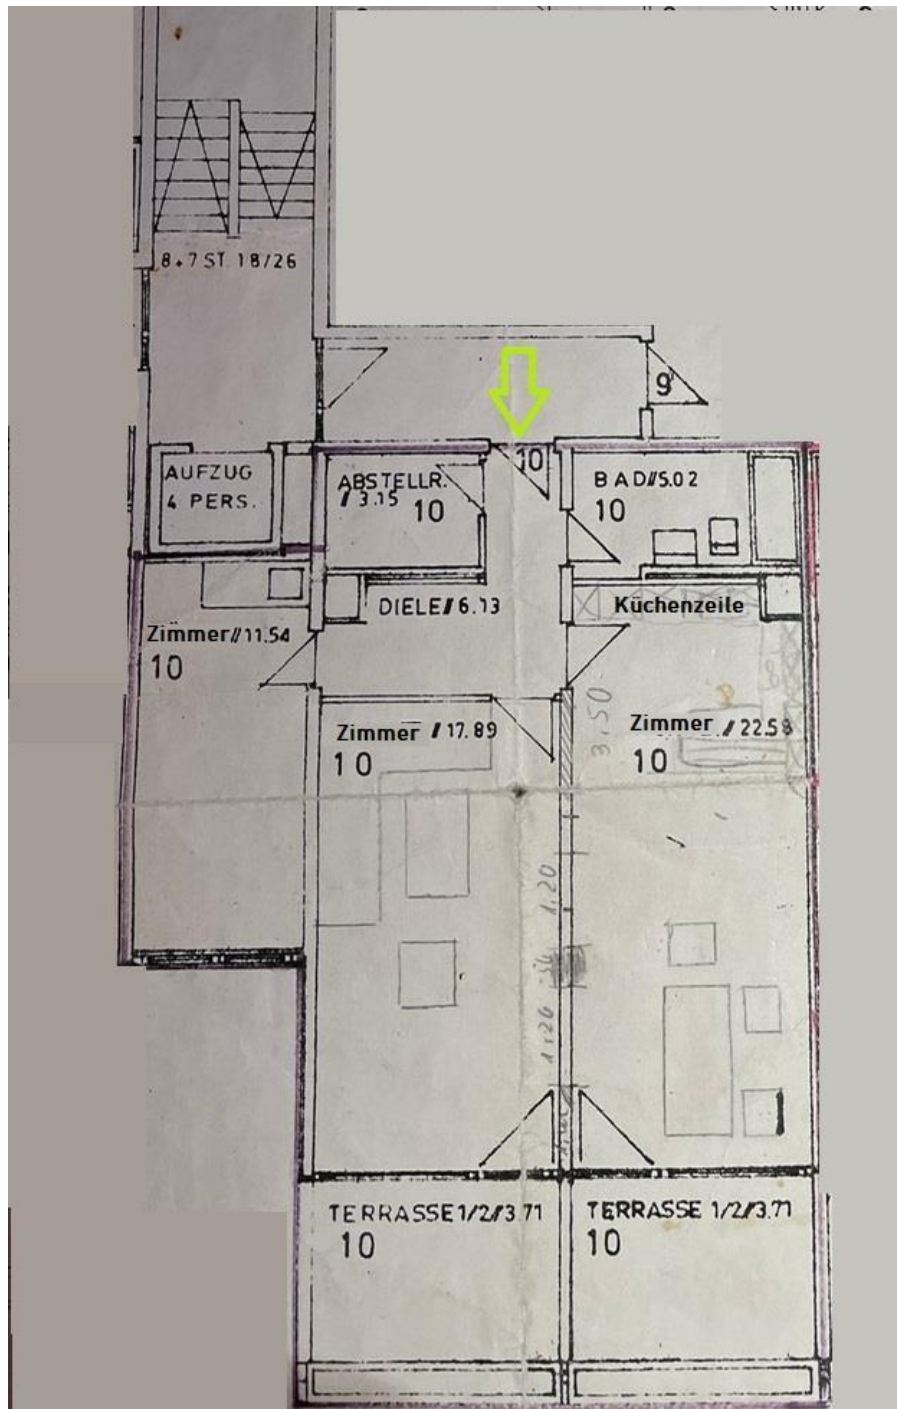 8+7 ST. 18/26
9
AUFZUG
4 PERS.
ABSTELLR.
// 3.15
10
10
BAD//5.02
10
DIELE//6.13
Küchenzeile
Zimmer//11.54
10
3.50
Zimmer // 17.89
10
Zimmer // 22.58
10
1.20
1.26
TERRASSE 1/2//3.71
10
TERRASSE 1/2//3.71
10